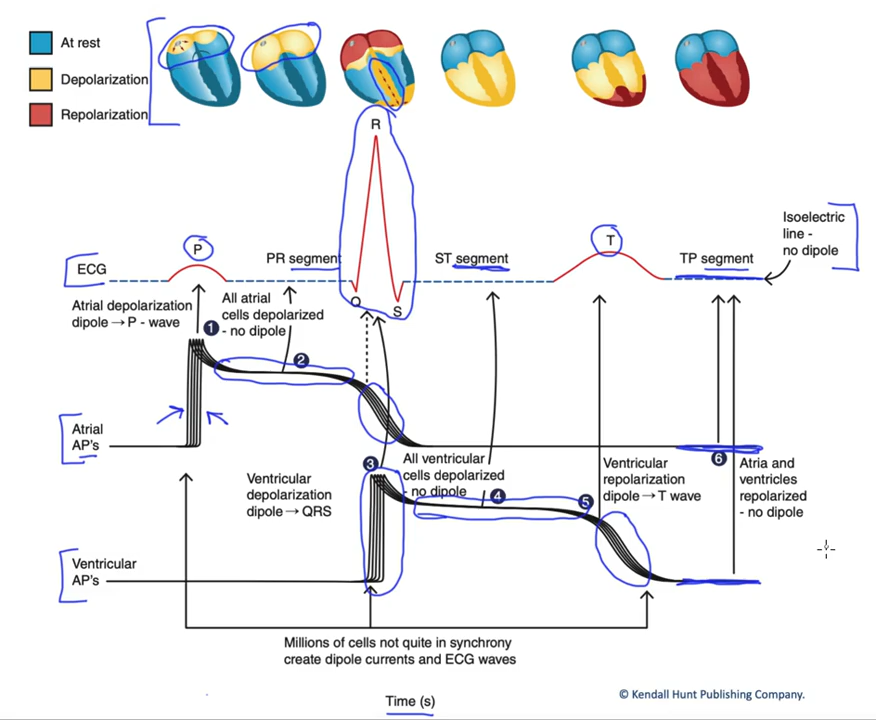 At rest
Depolarization
Repolarization
R
Isoelectric
line -
no dipole
P
PR segment
ST segment
T
TP segment
ECG
Q
S
Atrial depolarization
dipole → P - wave
All atrial
cells depolarized
- no dipole
1
2
Atrial
AP's
3
All ventricular
cells depolarized
- no dipole
4
5
Ventricular
repolarization
dipole → T wave
6
Atria and
ventricles
repolarized
- no dipole
Ventricular
depolarization
dipole → QRS
Ventricular
AP's
Millions of cells not quite in synchrony
create dipole currents and ECG waves
Time (s)
© Kendall Hunt Publishing Company.